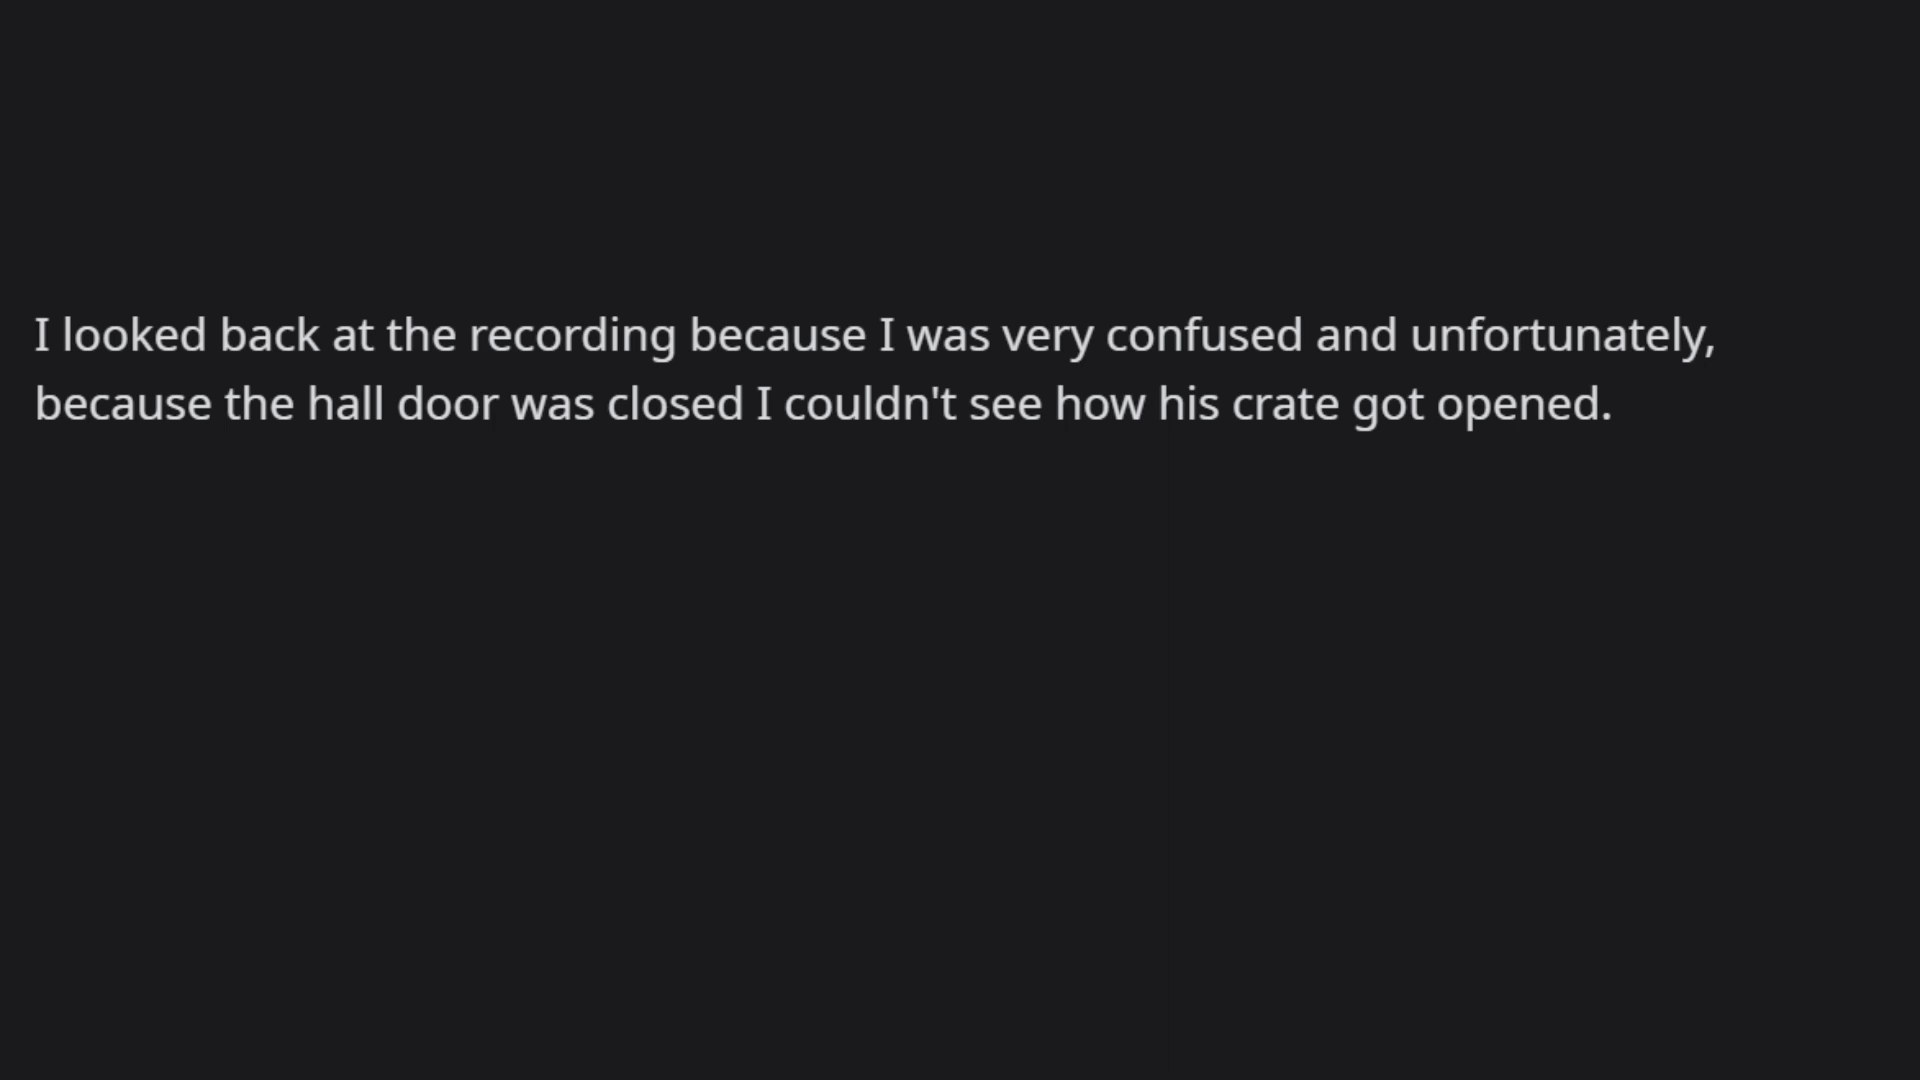 I looked back at the recording because I was very confused and unfortunately,
because the hall door was closed I couldn't see how his crate got opened.